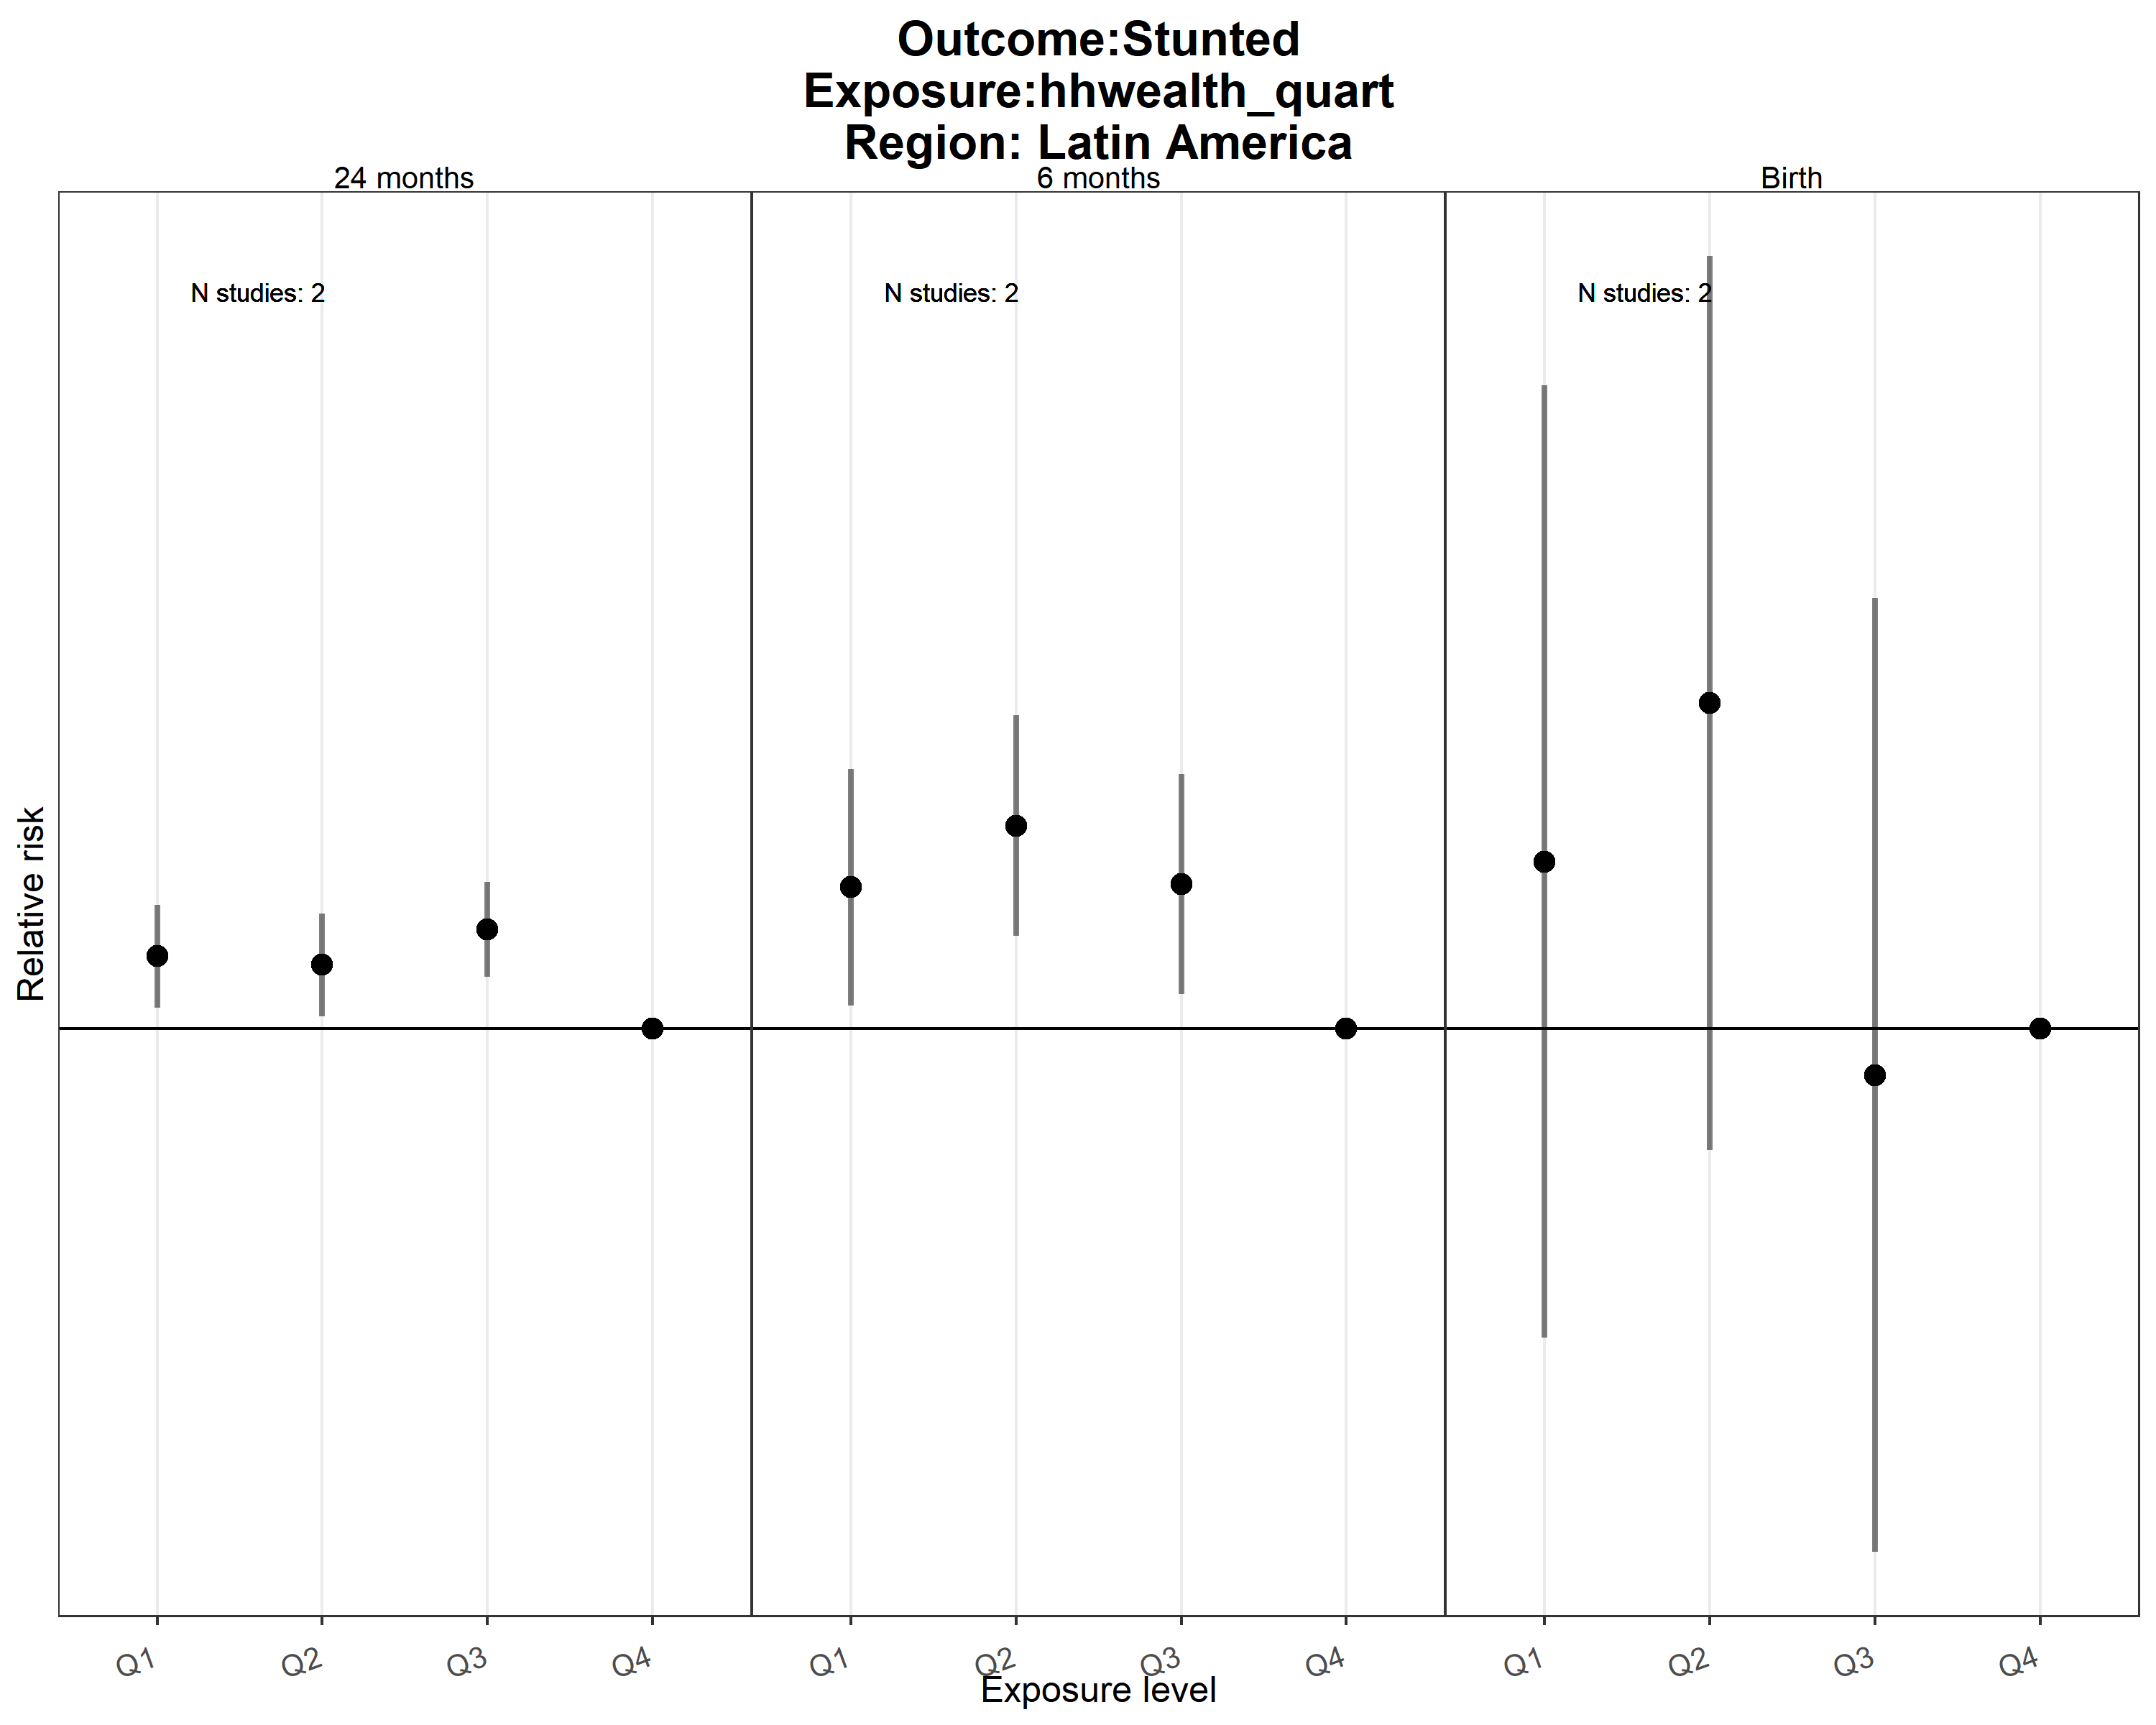 Outcome:Stunted
Exposure:hhwealth_quart
Region: Latin America
24 months
6 months
Birth
N studies: 2
N studies: 2
N studies: 2
Relative risk
Q1
Q2
Q3
Q4
Q1
Q2
Q3
Q4
Q1
Q2
Q3
Q4
Exposure level